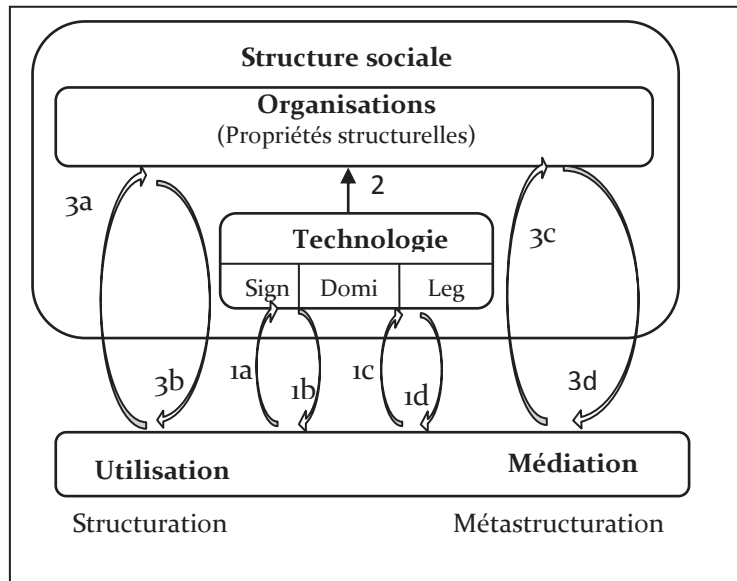 Structure sociale
Organisations
(Propriétés structurelles)
3a
2
3c
Technologie
Sign Domi Leg
3b
1a
1b
1c
1d
3d
Utilisation Médiation
Structuration Métastructuration